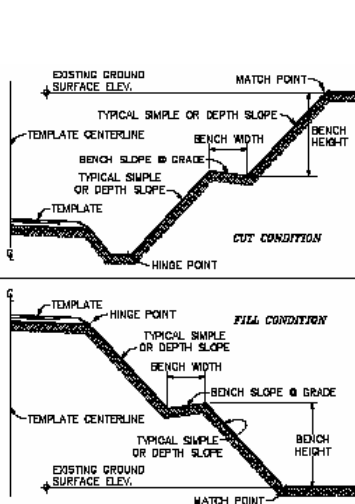 EXISTING GROUND
SURFACE ELEV.
MATCH POINT
TYPICAL SIMPLE OR DEPTH SLOPE
TEMPLATE CENTERLINE
BENCH WIDTH
BENCH
HEIGHT
BENCH SLOPE @ GRADE
TYPICAL SIMPLE
OR DEPTH SLOPE
TEMPLATE
CUT CONDITION
HINGE POINT
TEMPLATE
HINGE POINT
FILL CONDITION
TYPICAL SIMPLE
OR DEPTH SLOPE
BENCH WIDTH
BENCH SLOPE @ GRADE
TEMPLATE CENTERLINE
TYPICAL SIMPLE
OR DEPTH SLOPE
BENCH
HEIGHT
EXISTING GROUND
SURFACE ELEV.
MATCH POINT